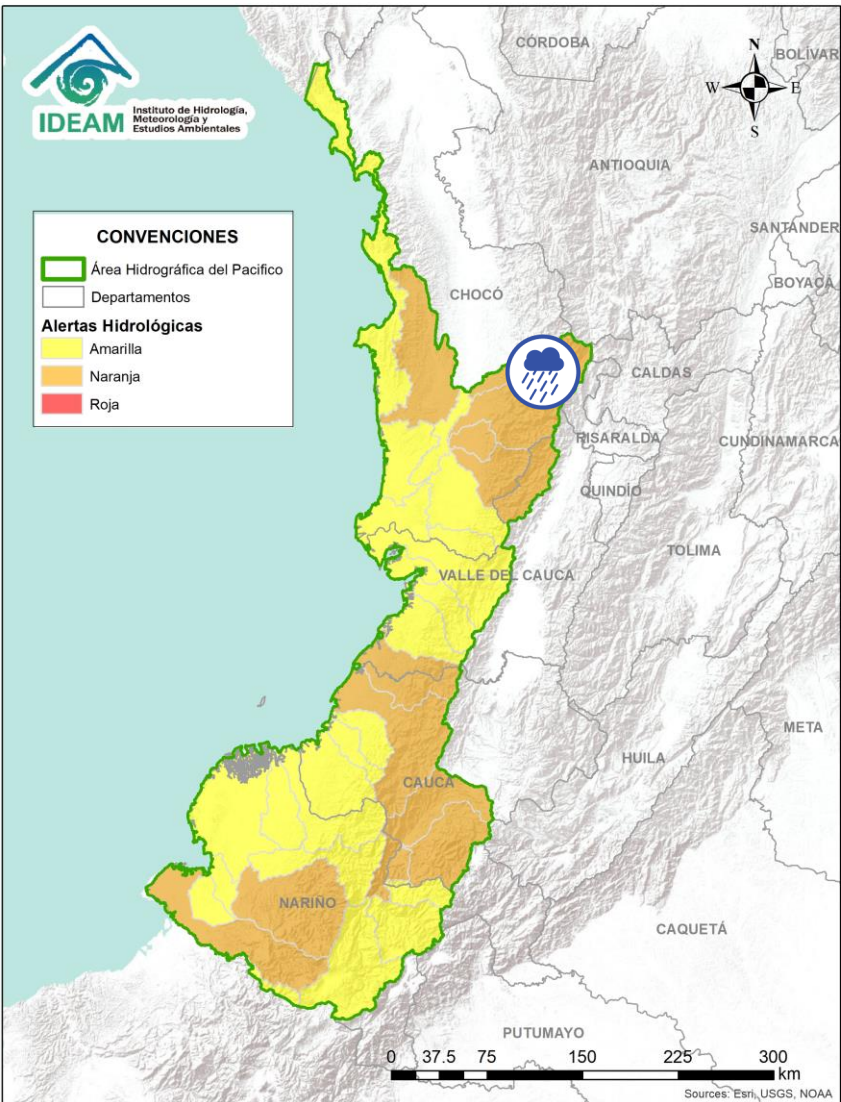 IDEAM
Instituto de Hidrología,
Meteorología y
Estudios Ambientales
N
W
E
S
CÓRDOBA
BOLÍVAR
ANTIOQUIA
SANTANDER
BOYACÁ
CHOCÓ
CALDAS
RISARALDA
CUNDINAMARCA
QUINDÍO
TOLIMA
VALLE DEL CAUCA
META
HUILA
CAUCA
NARIÑO
CAQUETÁ
PUTUMAYO
CONVENCIONES
Área Hidrográfica del Pacifico
Departamentos
Alertas Hidrológicas
Amarilla
Naranja
Roja
0 37.5 75 150 225 300
km
Sources: Esri, USGS, NOAA